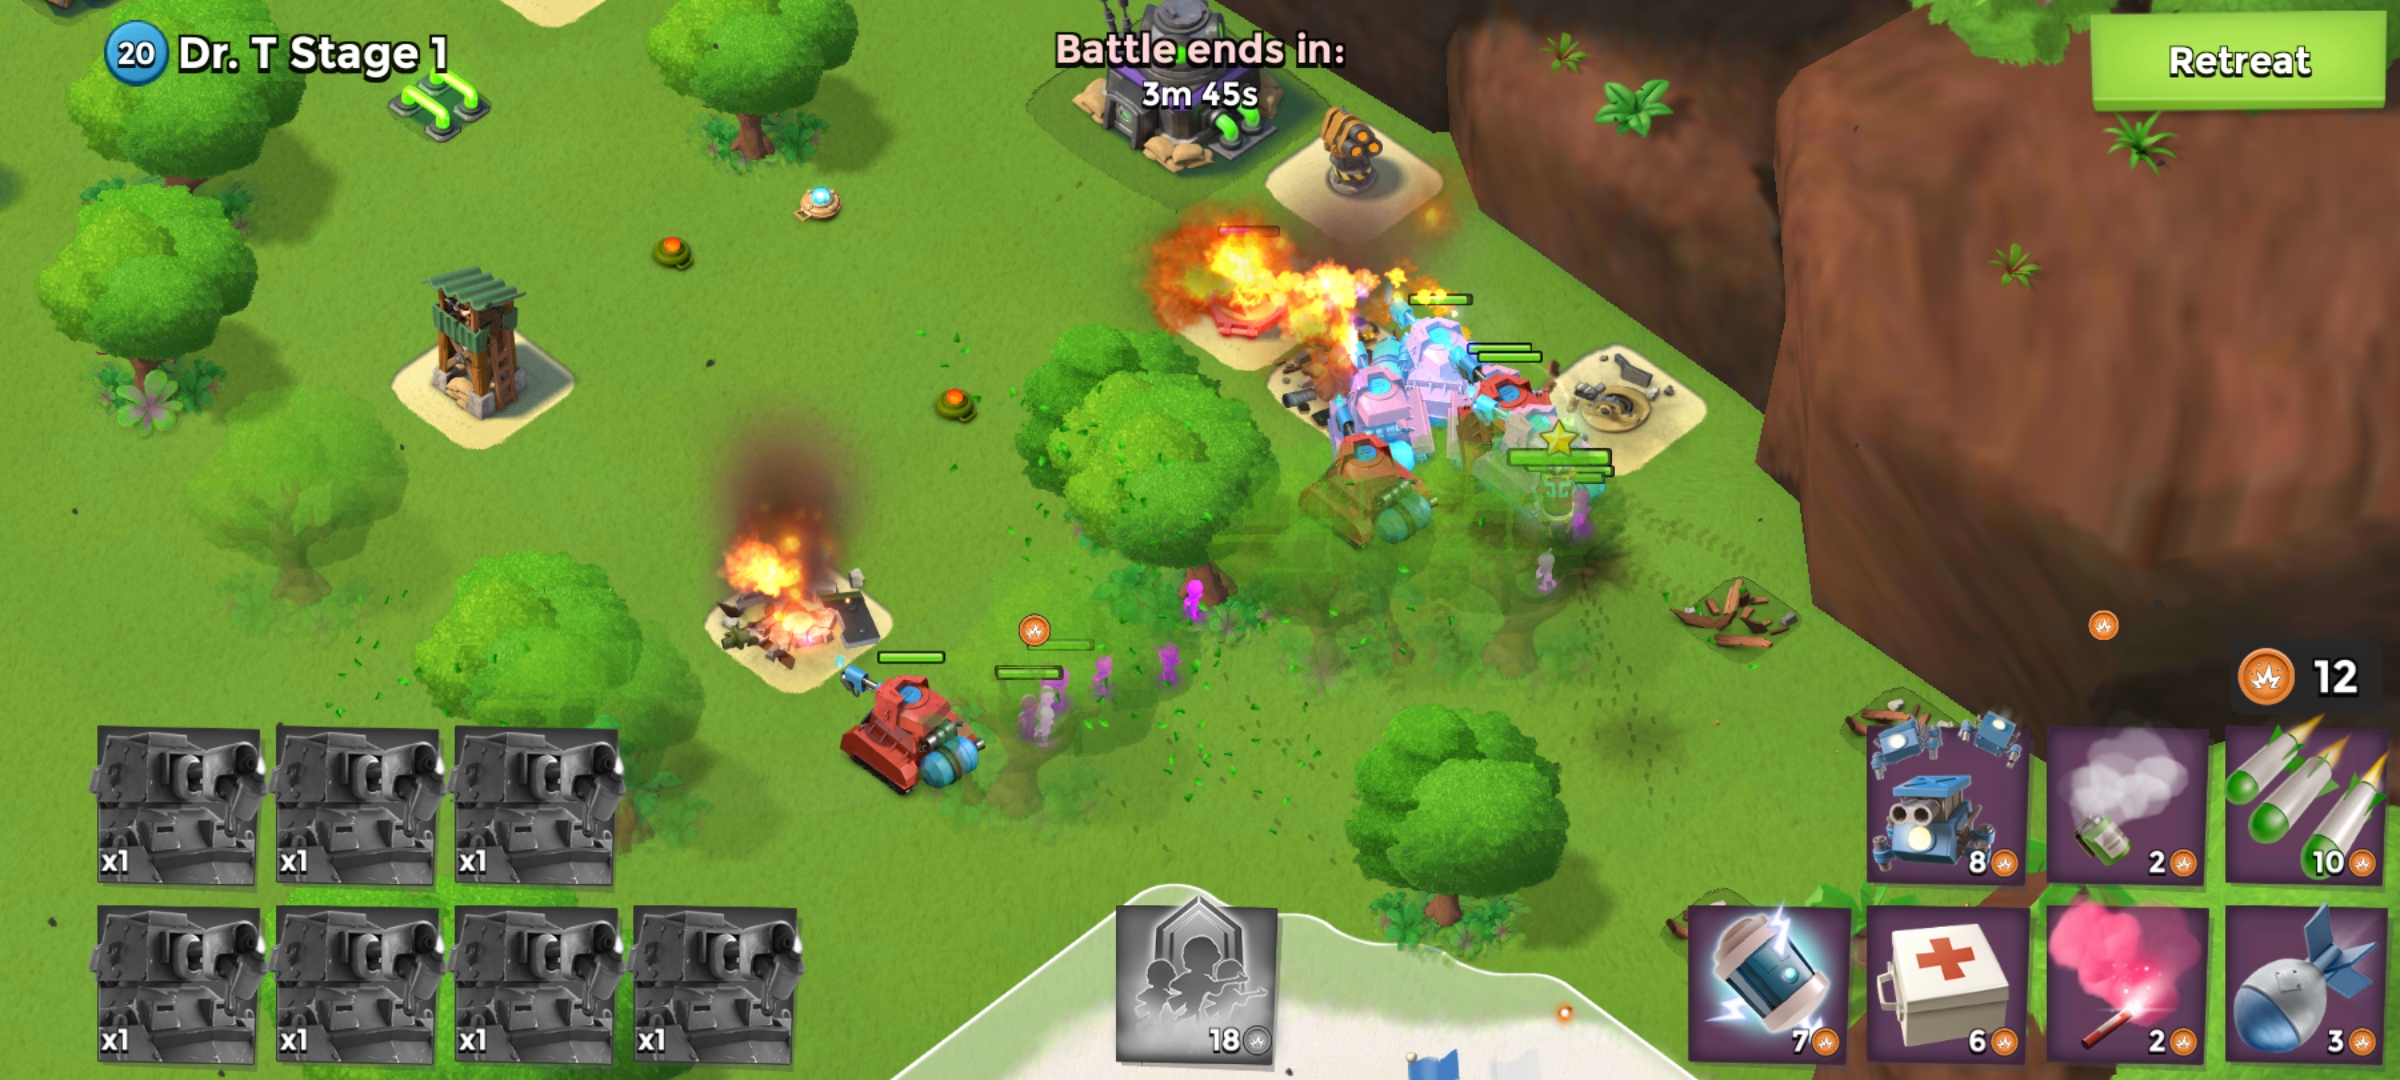 20 Dr. T Stage 1
Battle ends in:
3m 45s
Retreat
12
8
2
10
x1
x1
x1
x1
x1
x1
x1
18
7
6
2
3